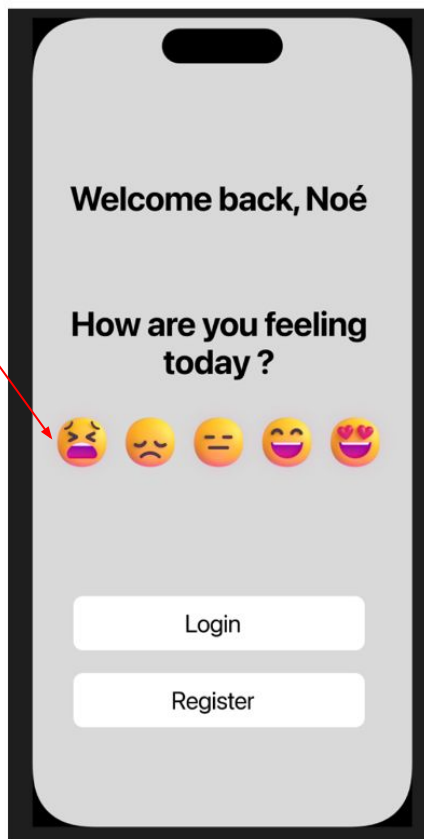 Welcome back, Noé
How are you feeling
today ?
Login
Register